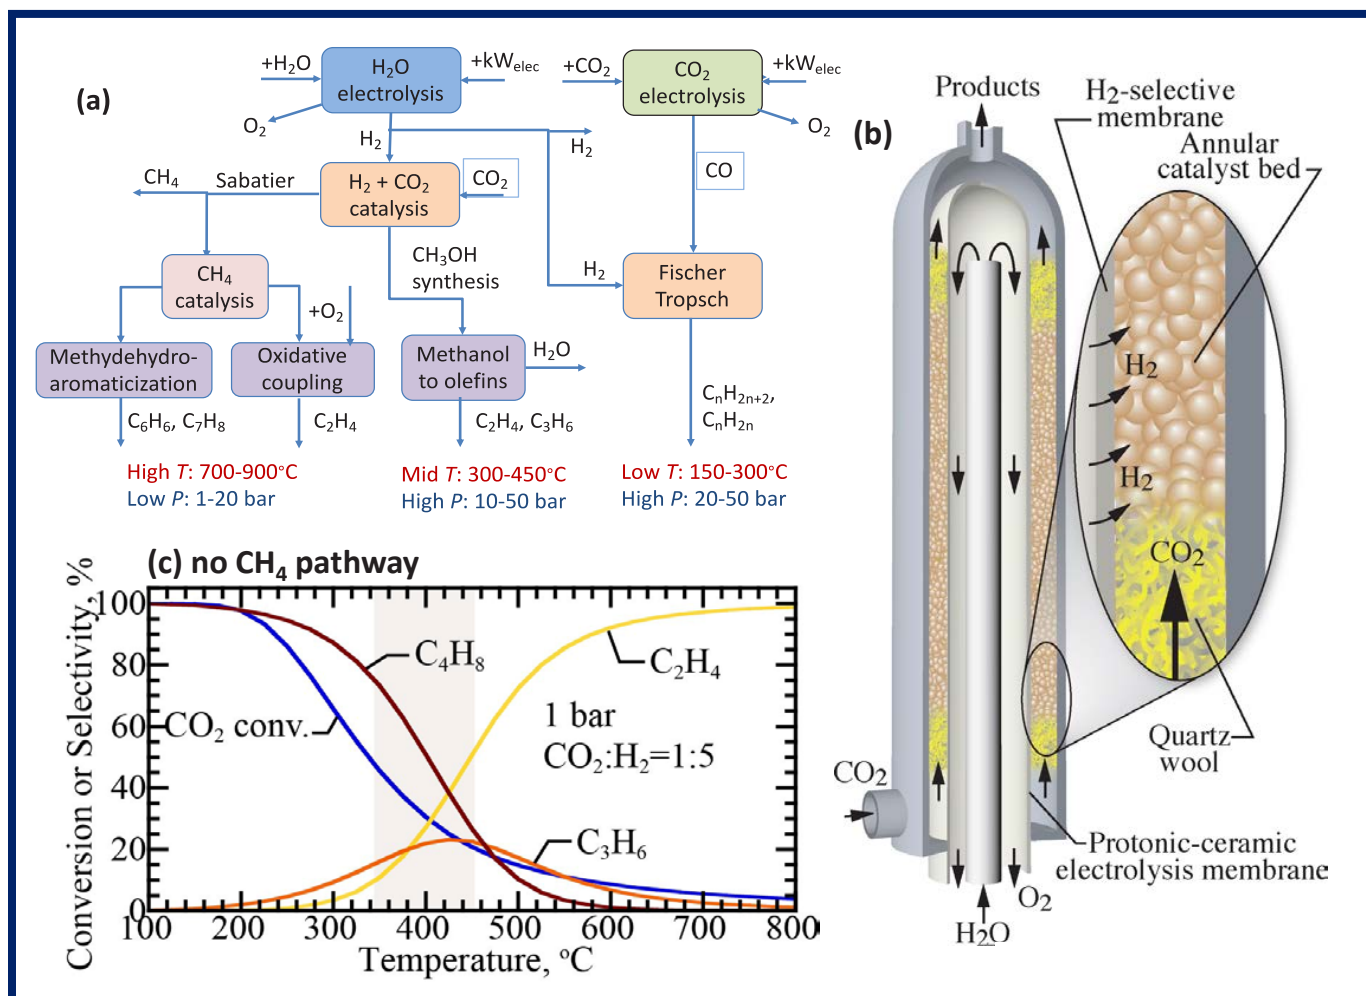 (a)
+H₂O
H₂O
electrolysis
+kW_elec
O₂
H₂
H₂
+CO₂
CO₂
electrolysis
+kW_elec
O₂
CO
CH₄
Sabatier
H₂ + CO₂
catalysis
CO₂
CH₃OH
synthesis
H₂
Fischer
Tropsch
CH₄
catalysis
+O₂
Methydehydro-
aromaticization
Oxidative
coupling
Methanol
to olefins
H₂O
C₆H₆, C₇H₈
C₂H₄
C₂H₄, C₃H₆
CₙH₂ₙ₊₂,
CₙH₂ₙ
High T: 700-900°C
Low P: 1-20 bar
Mid T: 300-450°C
High P: 10-50 bar
Low T: 150-300°C
High P: 20-50 bar
(b)
Products
H₂-selective
membrane
Annular
catalyst bed
H₂
H₂
CO₂
Quartz
wool
CO₂
Protonic-ceramic
electrolysis membrane
O₂
H₂O
(c) no CH₄ pathway
Conversion or Selectivity, %
100
80
60
40
20
0
C₄H₈
C₂H₄
CO₂ conv.
1 bar
CO₂:H₂=1:5
C₃H₆
100 200 300 400 500 600 700 800
Temperature, °C